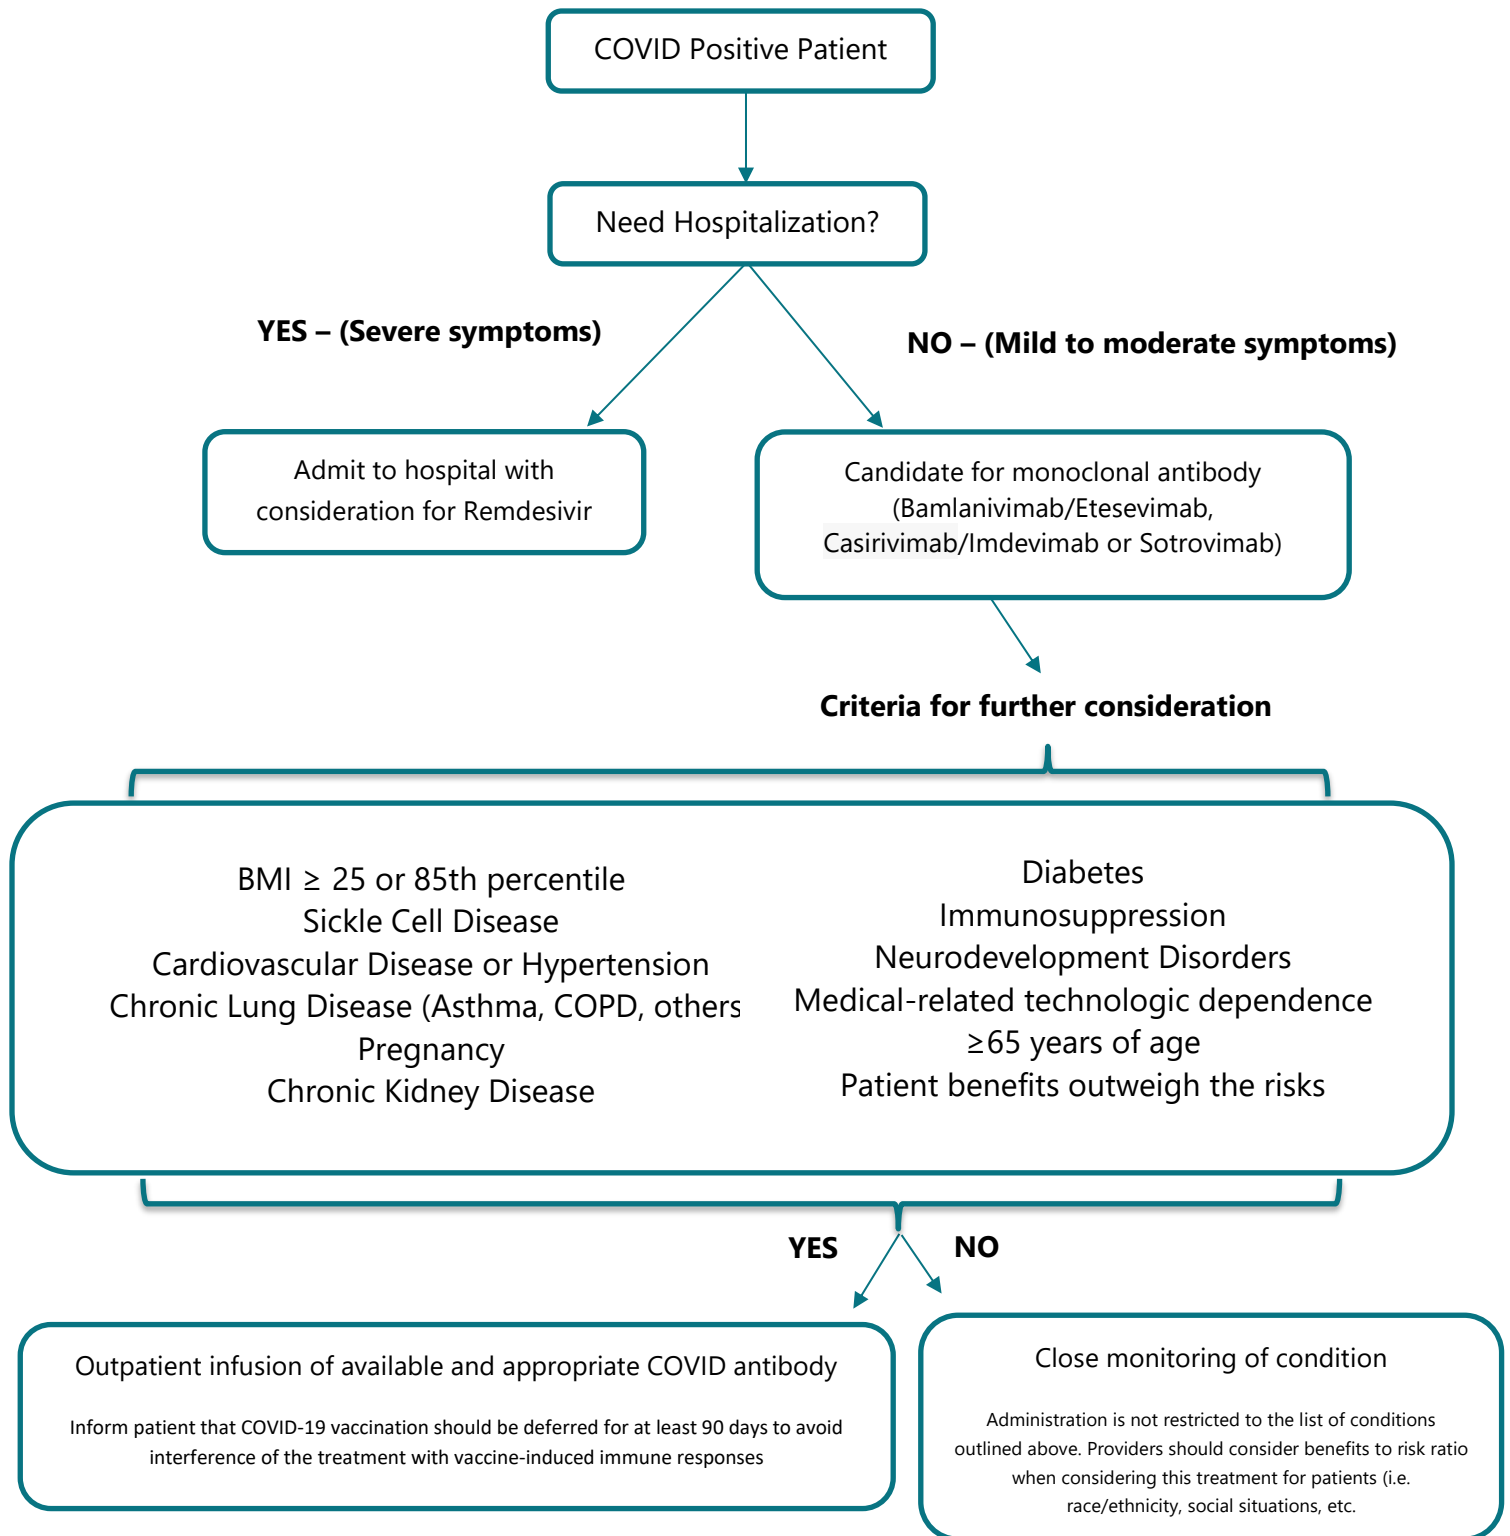 COVID Positive Patient
Need Hospitalization?
YES – (Severe symptoms)
NO – (Mild to moderate symptoms)
Admit to hospital with
consideration for Remdesivir
Candidate for monoclonal antibody
(Bamlanivimab/Etesevimab,
Casirivimab/Imdevimab or Sotrovimab)
Criteria for further consideration
BMI ≥ 25 or 85th percentile
Sickle Cell Disease
Cardiovascular Disease or Hypertension
Chronic Lung Disease (Asthma, COPD, others
Pregnancy
Chronic Kidney Disease
Diabetes
Immunosuppression
Neurodevelopment Disorders
Medical-related technologic dependence
≥65 years of age
Patient benefits outweigh the risks
YES
NO
Outpatient infusion of available and appropriate COVID antibody
Inform patient that COVID-19 vaccination should be deferred for at least 90 days to avoid
interference of the treatment with vaccine-induced immune responses
Close monitoring of condition
Administration is not restricted to the list of conditions
outlined above. Providers should consider benefits to risk ratio
when considering this treatment for patients (i.e.
race/ethnicity, social situations, etc.